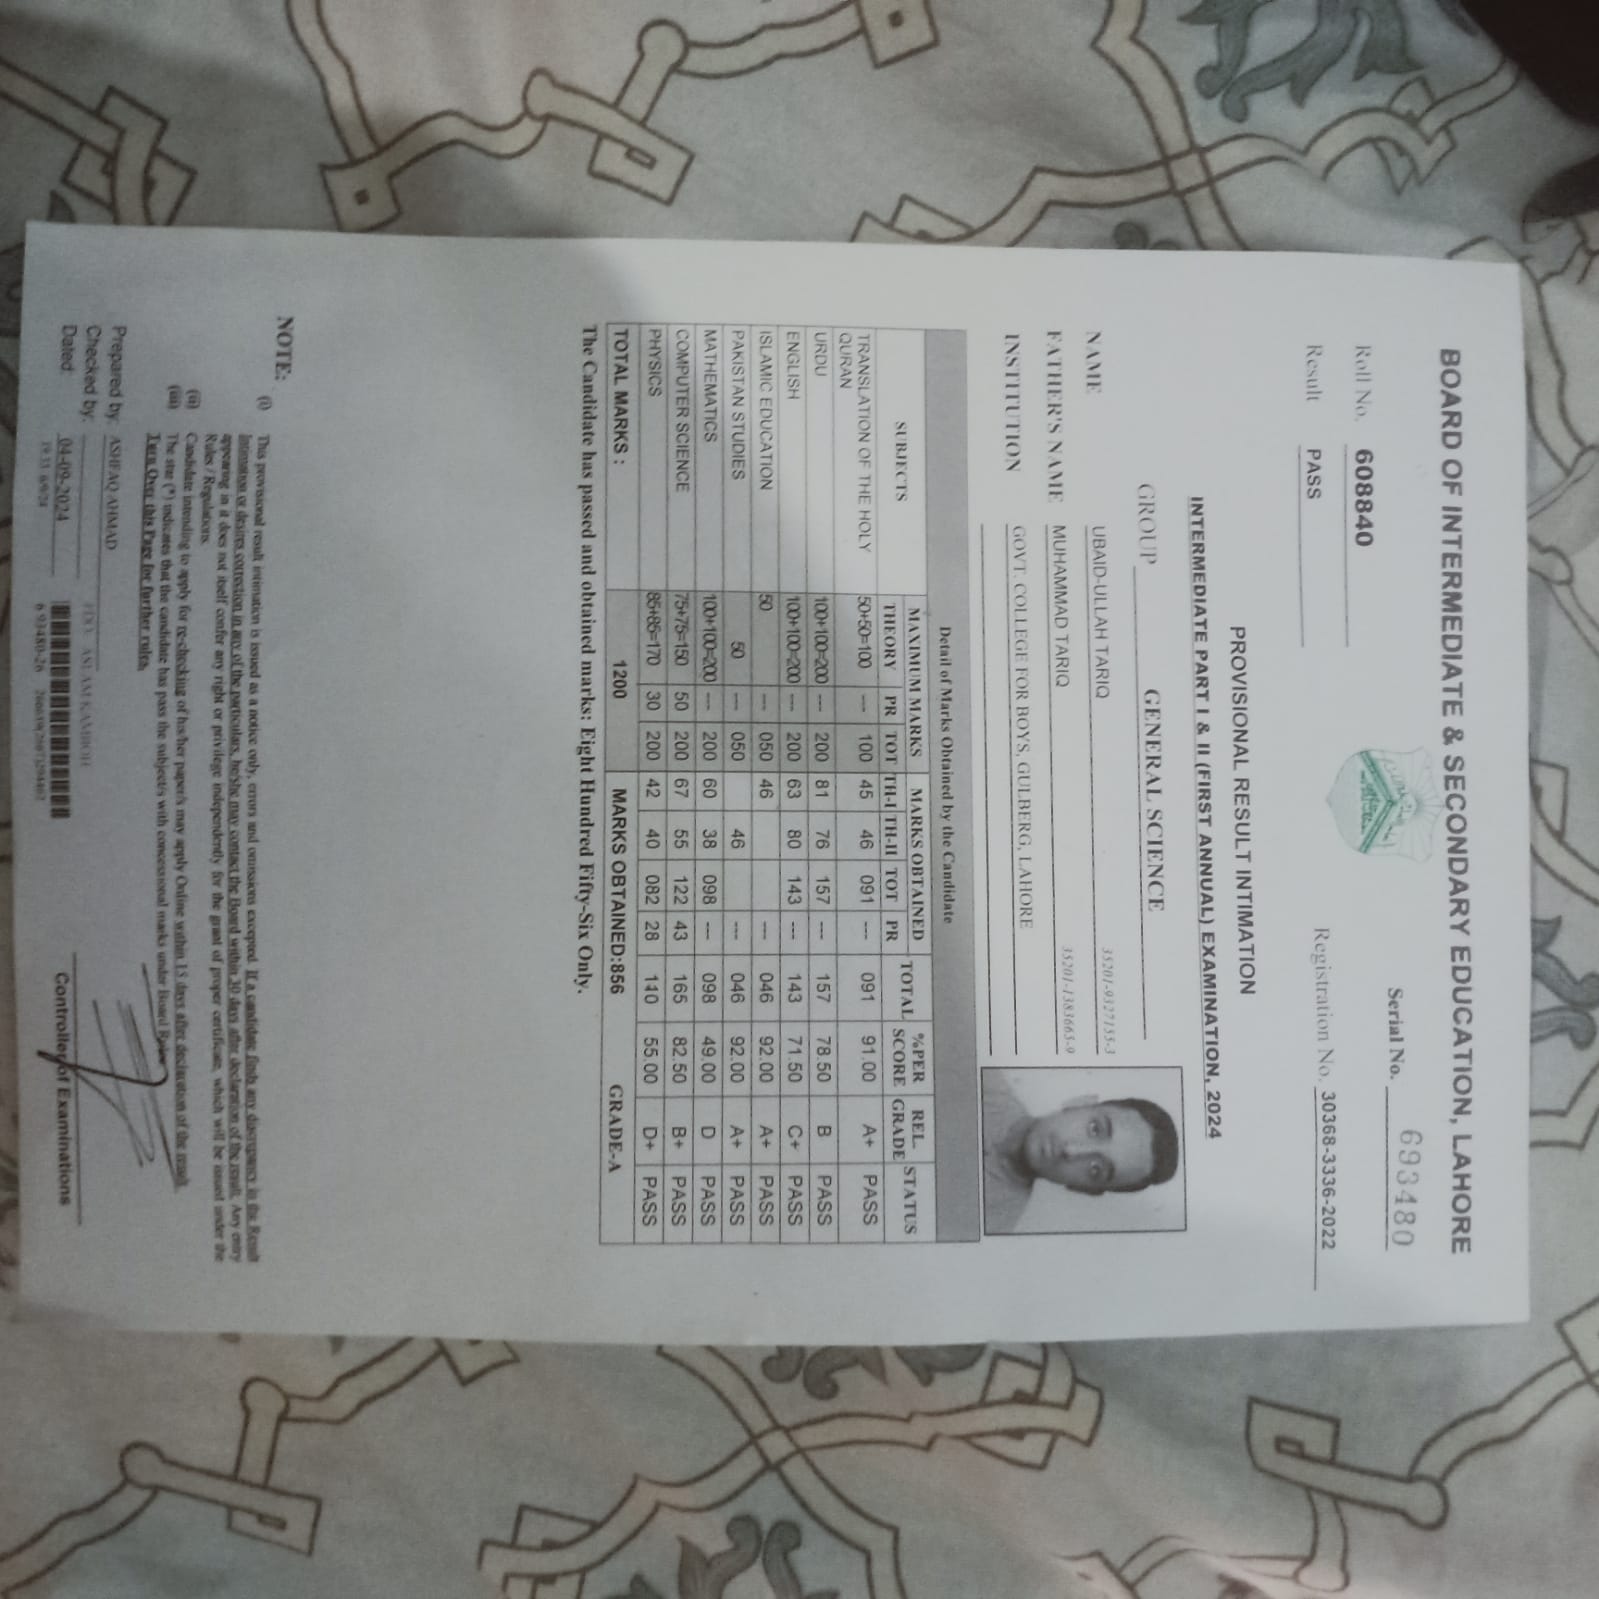 BOARD OF INTERMEDIATE & SECONDARY EDUCATION, LAHORE
Serial No. 693480
Roll No. 608840
Registration No. 30368-3336-2022
Result PASS
PROVISIONAL RESULT INTIMATION
INTERMEDIATE PART I & II (FIRST ANNUAL) EXAMINATION, 2024
GROUP GENERAL SCIENCE
NAME UBAID-ULLAH TARIQ 35201-9327155-3
FATHER'S NAME MUHAMMAD TARIQ 35201-1383665-9
INSTITUTION GOVT. COLLEGE FOR BOYS, GULBERG, LAHORE
Detail of Marks Obtained by the Candidate
SUBJECTS MAXIMUM MARKS MARKS OBTAINED TOTAL %PER SCORE REL. GRADE STATUS
THEORY PR TOT TH-I TH-II TOT PR
TRANSLATION OF THE HOLY QURAN 50+50=100 --- 100 45 46 091 --- 091 91.00 A+ PASS
URDU 100+100=200 --- 200 81 76 157 --- 157 78.50 B PASS
ENGLISH 100+100=200 --- 200 63 80 143 --- 143 71.50 C+ PASS
ISLAMIC EDUCATION 50 --- 050 46 --- 046 92.00 A+ PASS
PAKISTAN STUDIES 50 --- 050 46 --- 046 92.00 A+ PASS
MATHEMATICS 100+100=200 --- 200 60 38 098 --- 098 49.00 D PASS
COMPUTER SCIENCE 75+75=150 50 200 67 55 122 43 165 82.50 B+ PASS
PHYSICS 85+85=170 30 200 42 40 082 28 110 55.00 D+ PASS
TOTAL MARKS : 1200 MARKS OBTAINED:856 GRADE-A
The Candidate has passed and obtained marks: Eight Hundred Fifty-Six Only.
NOTE: (i) This provisional result intimation is issued as a notice only, errors and omissions excepted. If a candidate finds any discrepancy in the Result
Intimation or desires correction in any of the particulars, he/she may contact the Board within 30 days after declaration of the result. Any entry
appearing in it does not itself confer any right or privilege independently for the grant of proper certificate, which will be issued under the
Rules / Regulations.
(ii) Candidate intending to apply for re-checking of his/her paper/s may apply Online within 15 days after declaration of the result.
(iii) The star (*) indicates that the candidate has pass the subject/s with concessional marks under Board Rules.
Turn Over this Page for further rules.
Prepared by: ASHFAQ AHMAD
Checked by:
Dated: 04-09-2024
Controller of Examinations